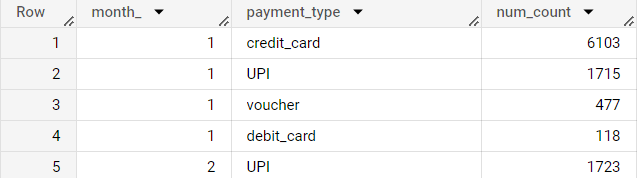 Row month_ payment_type num_count
1 1 credit_card 6103
2 1 UPI 1715
3 1 voucher 477
4 1 debit_card 118
5 2 UPI 1723